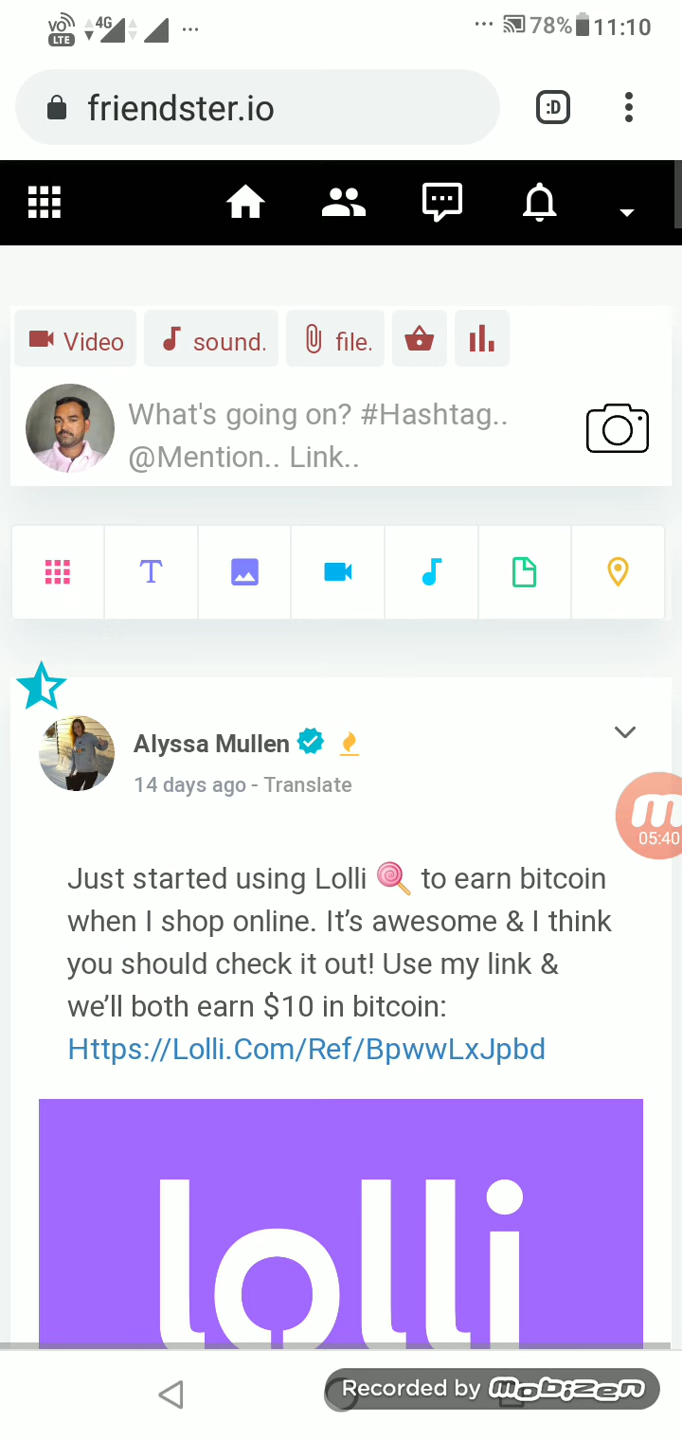 VO LTE 4G ... ... 78% 11:10
friendster.io :D
Video sound. file.
What's going on? #Hashtag..
@Mention.. Link..
T
Alyssa Mullen
14 days ago - Translate
m
05:40
Just started using Lolli 🍭 to earn bitcoin
when I shop online. It’s awesome & I think
you should check it out! Use my link &
we’ll both earn $10 in bitcoin:
Https://Lolli.Com/Ref/BpwwLxJpbd
lolli
Recorded by mobizen